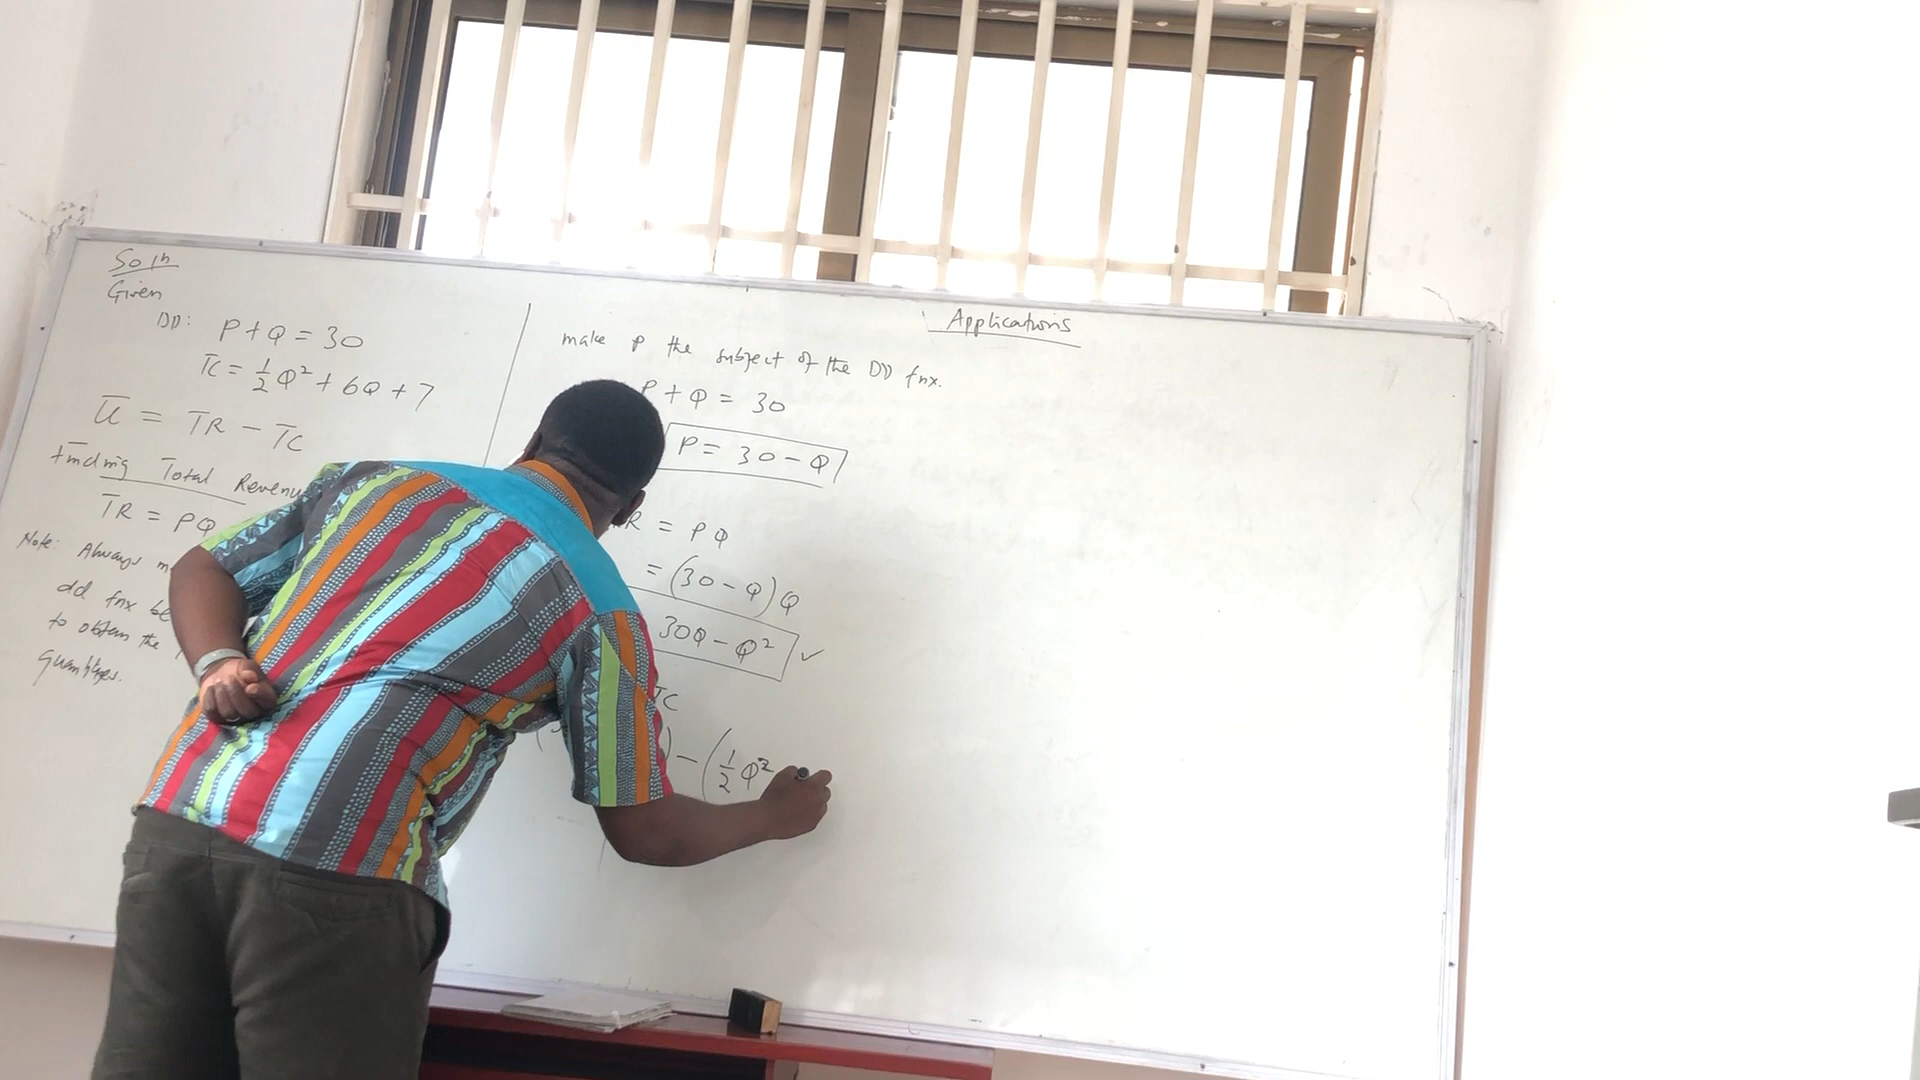 Soln
Given
DD: P + Q = 30
TC = 1/2 Q² + 6Q + 7
π = TR − TC
Finding Total Revenu
TR = PQ
Note: Always m
dd fnx be
to obtain the
quantities.
Applications
make P the subject of the DD fnx.
P + Q = 30
P = 30 − Q
R = PQ
= (30 − Q)Q
30Q − Q² ✓
TC
) − (1/2 Q²